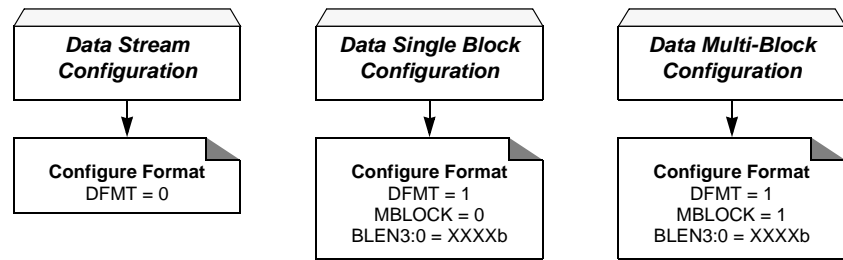 Data Stream
Configuration
Configure Format
DFMT = 0
Data Single Block
Configuration
Configure Format
DFMT = 1
MBLOCK = 0
BLEN3:0 = XXXXb
Data Multi-Block
Configuration
Configure Format
DFMT = 1
MBLOCK = 1
BLEN3:0 = XXXXb